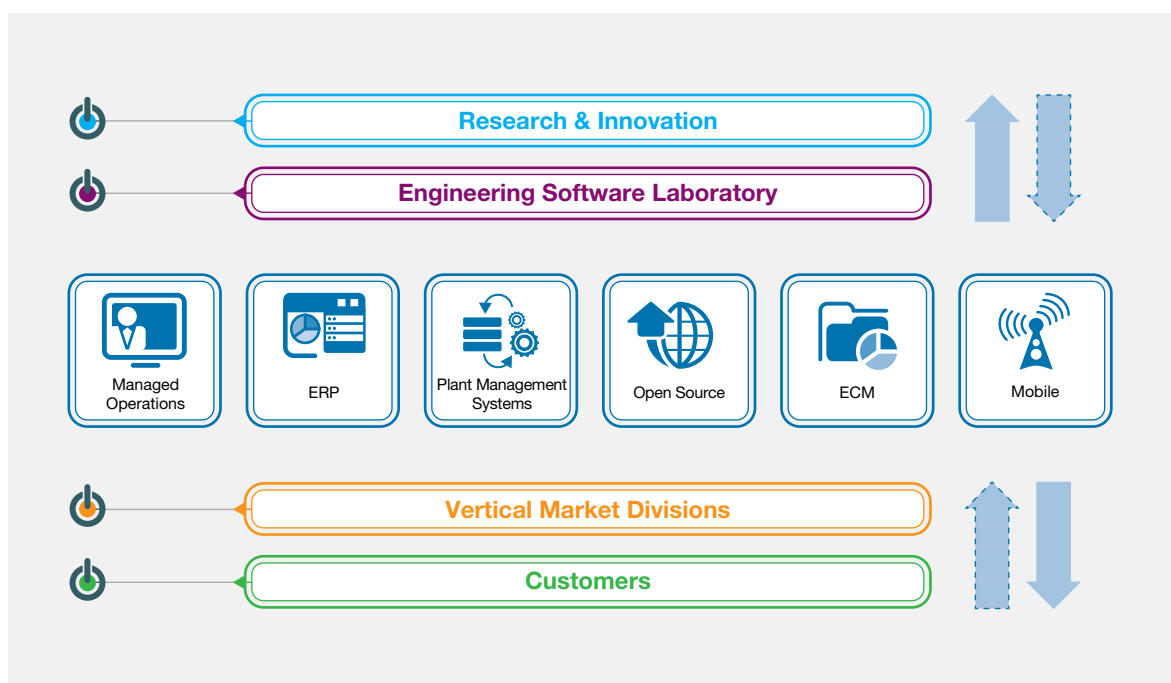 Research & Innovation
Engineering Software Laboratory
Managed
Operations
ERP
Plant Management
Systems
Open Source
ECM
Mobile
Vertical Market Divisions
Customers